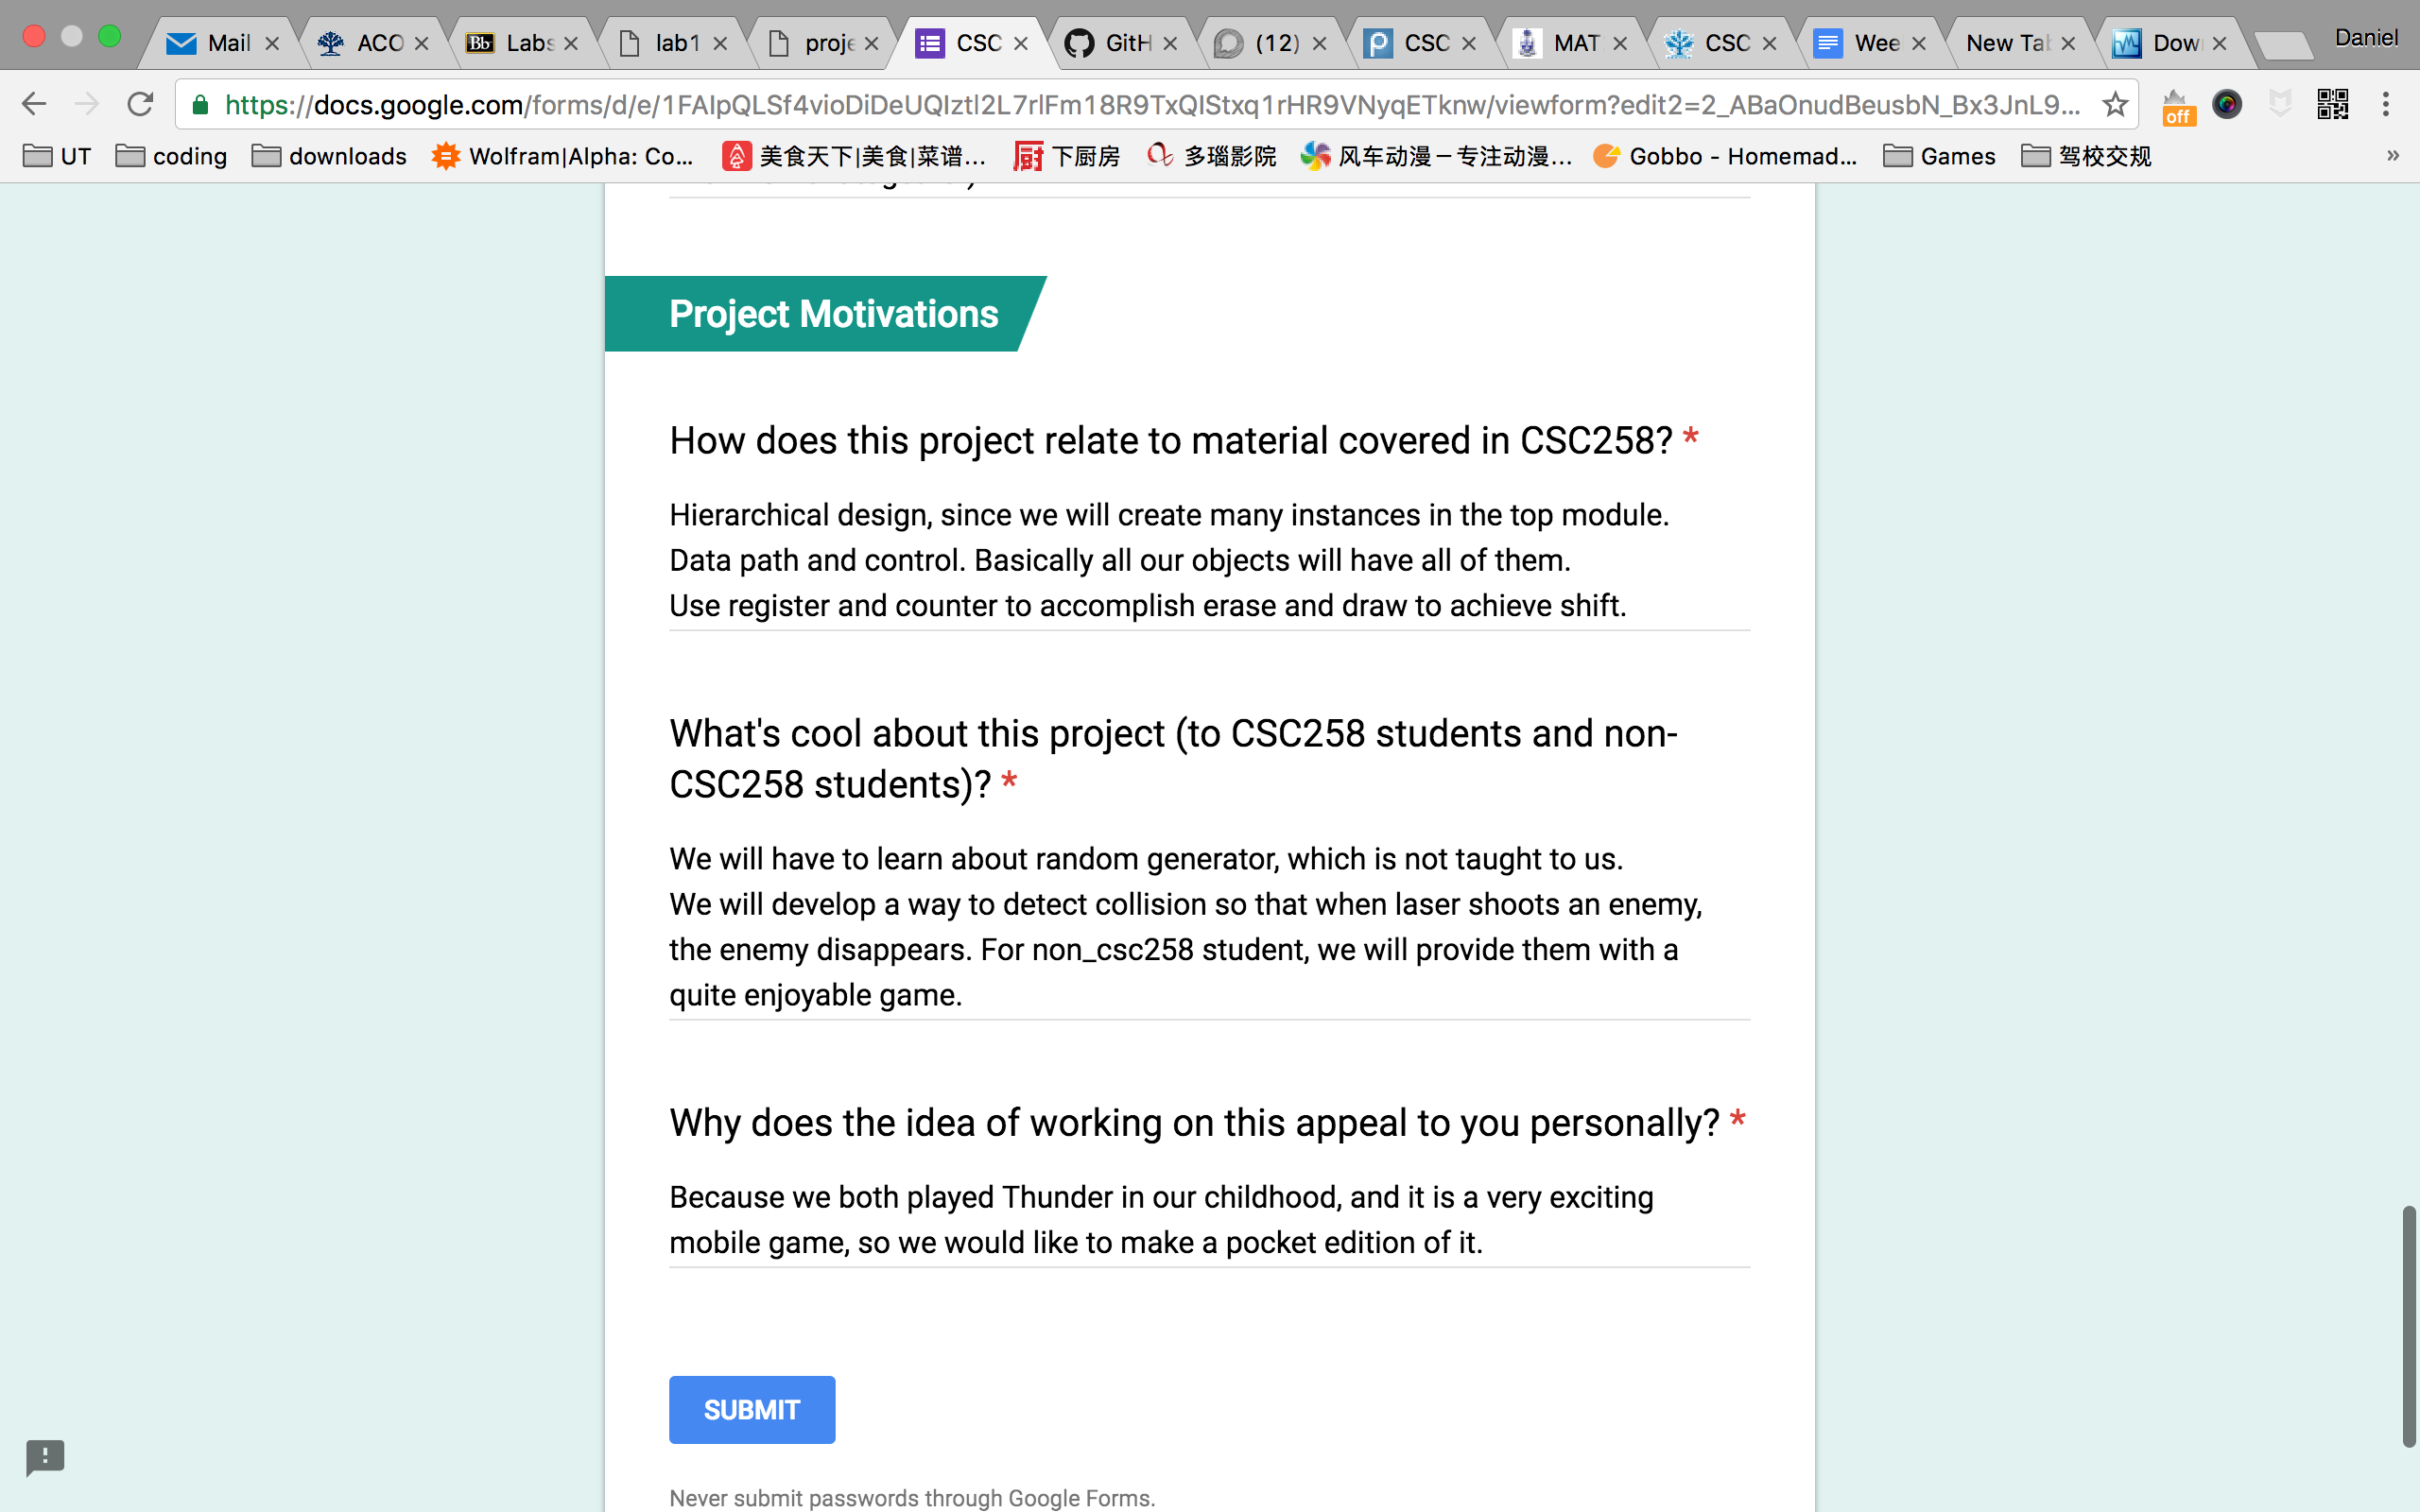 Mail
ACO
Bb Labs
lab1
proje
CSC
GitH
(12)
CSC
MAT
CSC
Wee
New Tab
Dow
Daniel
https://docs.google.com/forms/d/e/1FAIpQLSf4vioDiDeUQIztl2L7rlFm18R9TxQIStxq1rHR9VNyqETknw/viewform?edit2=2_ABaOnudBeusbN_Bx3JnL9...
off
UT
coding
downloads
Wolfram|Alpha: Co...
美食天下|美食|菜谱...
厨 下厨房
多瑙影院
风车动漫－专注动漫...
Gobbo - Homemad...
Games
驾校交规
»
Project Motivations
How does this project relate to material covered in CSC258? *
Hierarchical design, since we will create many instances in the top module.
Data path and control. Basically all our objects will have all of them.
Use register and counter to accomplish erase and draw to achieve shift.
What's cool about this project (to CSC258 students and non-
CSC258 students)? *
We will have to learn about random generator, which is not taught to us.
We will develop a way to detect collision so that when laser shoots an enemy,
the enemy disappears. For non_csc258 student, we will provide them with a
quite enjoyable game.
Why does the idea of working on this appeal to you personally? *
Because we both played Thunder in our childhood, and it is a very exciting
mobile game, so we would like to make a pocket edition of it.
SUBMIT
Never submit passwords through Google Forms.